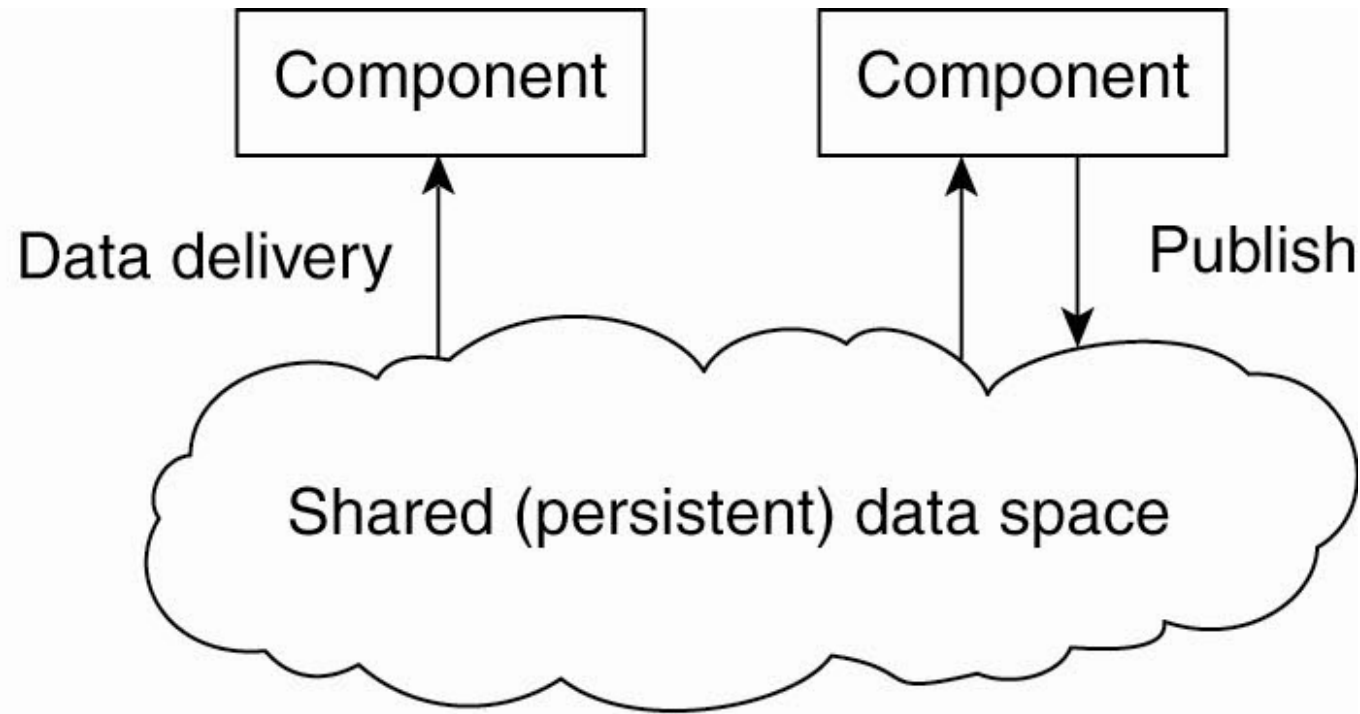 Component
Component
Data delivery
Publish
Shared (persistent) data space